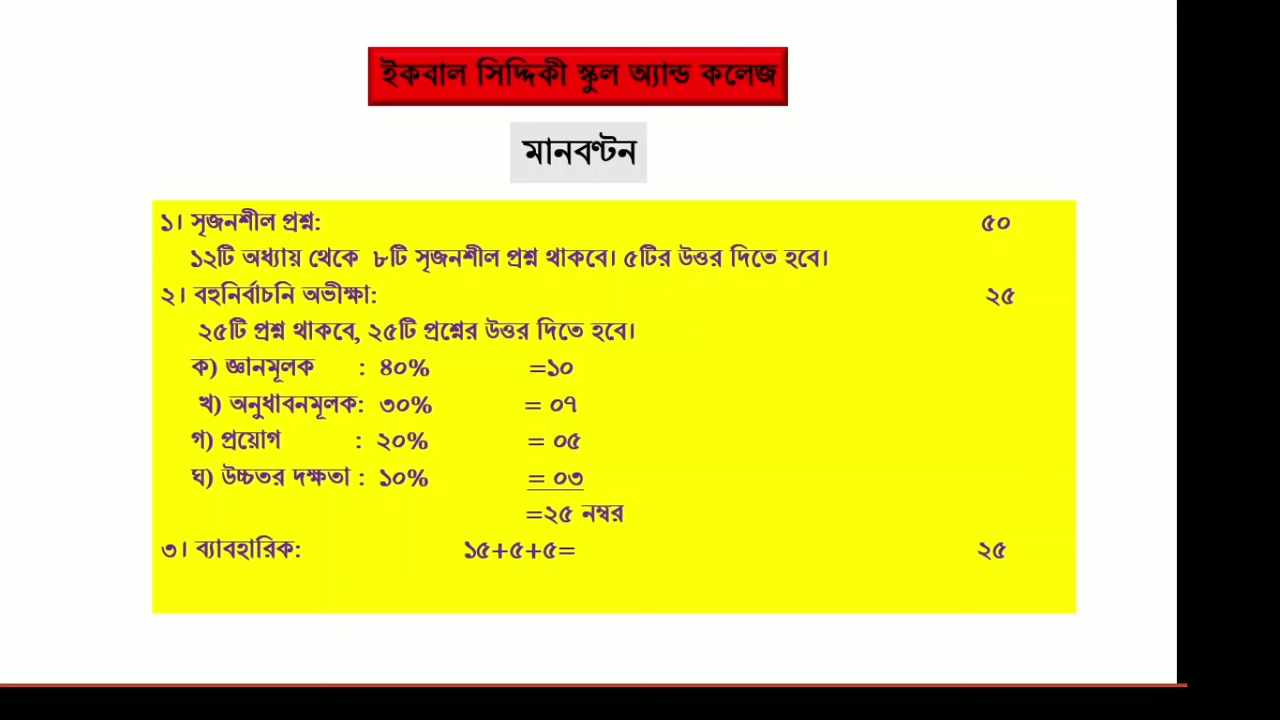 ইকবাল সিদ্দিকী স্কুল অ্যান্ড কলেজ
মানবণ্টন
১। সৃজনশীল প্রশ্ন: ৫০
১২টি অধ্যায় থেকে ৮টি সৃজনশীল প্রশ্ন থাকবে। ৫টির উত্তর দিতে হবে।
২। বহুনির্বাচনি অভীক্ষা: ২৫
২৫টি প্রশ্ন থাকবে, ২৫টি প্রশ্নের উত্তর দিতে হবে।
ক) জ্ঞানমূলক : ৪০% =১০
খ) অনুধাবনমূলক: ৩০% = ০৭
গ) প্রয়োগ : ২০% = ০৫
ঘ) উচ্চতর দক্ষতা : ১০% = ০৩
=২৫ নম্বর
৩। ব্যাবহারিক: ১৫+৫+৫= ২৫